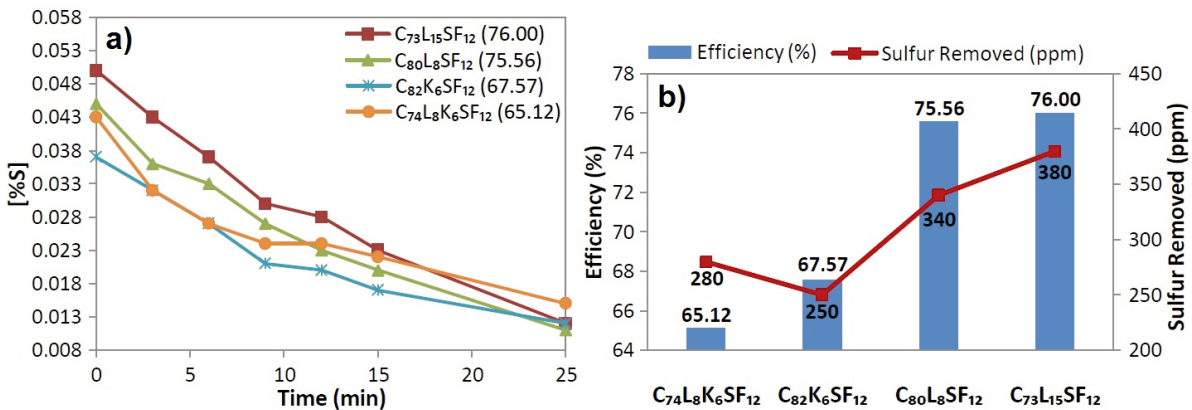 a)
C₇₃L₁₅SF₁₂ (76.00)
C₈₀L₈SF₁₂ (75.56)
C₈₂K₆SF₁₂ (67.57)
C₇₄L₈K₆SF₁₂ (65.12)
[%S]
0.058
0.053
0.048
0.043
0.038
0.033
0.028
0.023
0.018
0.013
0.008
0 5 10 15 20 25
Time (min)
Efficiency (%) Sulfur Removed (ppm)
b)
Efficiency (%)
78
76
74
72
70
68
66
64
65.12
67.57
75.56
76.00
280
250
340
380
450
400
350
300
250
200
Sulfur Removed (ppm)
C₇₄L₈K₆SF₁₂ C₈₂K₆SF₁₂ C₈₀L₈SF₁₂ C₇₃L₁₅SF₁₂